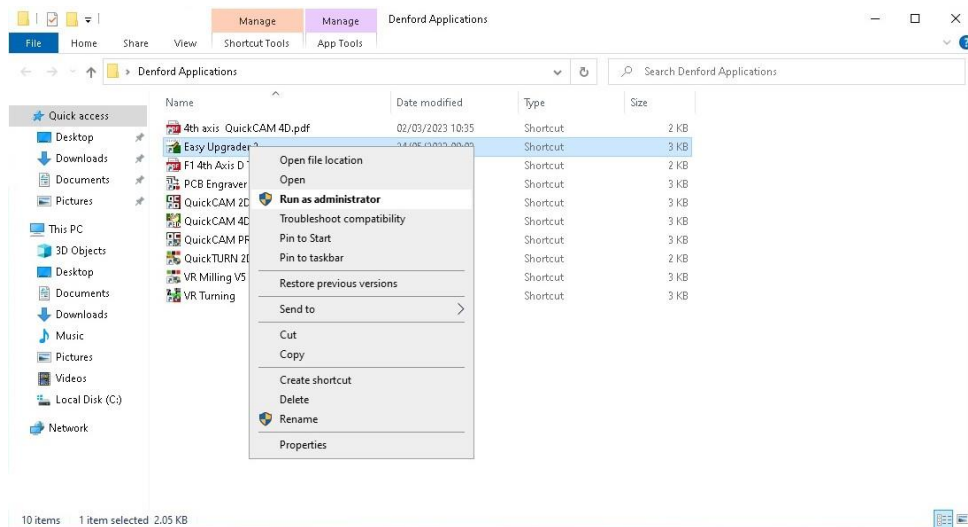 Manage
Manage
Denford Applications
File
Home
Share
View
Shortcut Tools
App Tools
Denford Applications
Search Denford Applications
Name
Date modified
Type
Size
Quick access
Desktop
Downloads
Documents
Pictures
This PC
3D Objects
Desktop
Documents
Downloads
Music
Pictures
Videos
Local Disk (C:)
Network
4th axis QuickCAM 4D.pdf 02/03/2023 10:35 Shortcut 2 KB
Easy Upgrader Shortcut 3 KB
F1 4th Axis D Shortcut 2 KB
PCB Engraver Shortcut 3 KB
QuickCAM 2D Shortcut 3 KB
QuickCAM 4D Shortcut 3 KB
QuickCAM PR Shortcut 3 KB
QuickTURN 2D Shortcut 2 KB
VR Milling V5 Shortcut 3 KB
VR Turning Shortcut 3 KB
Open file location
Open
Run as administrator
Troubleshoot compatibility
Pin to Start
Pin to taskbar
Restore previous versions
Send to
Cut
Copy
Create shortcut
Delete
Rename
Properties
10 items 1 item selected 2.05 KB